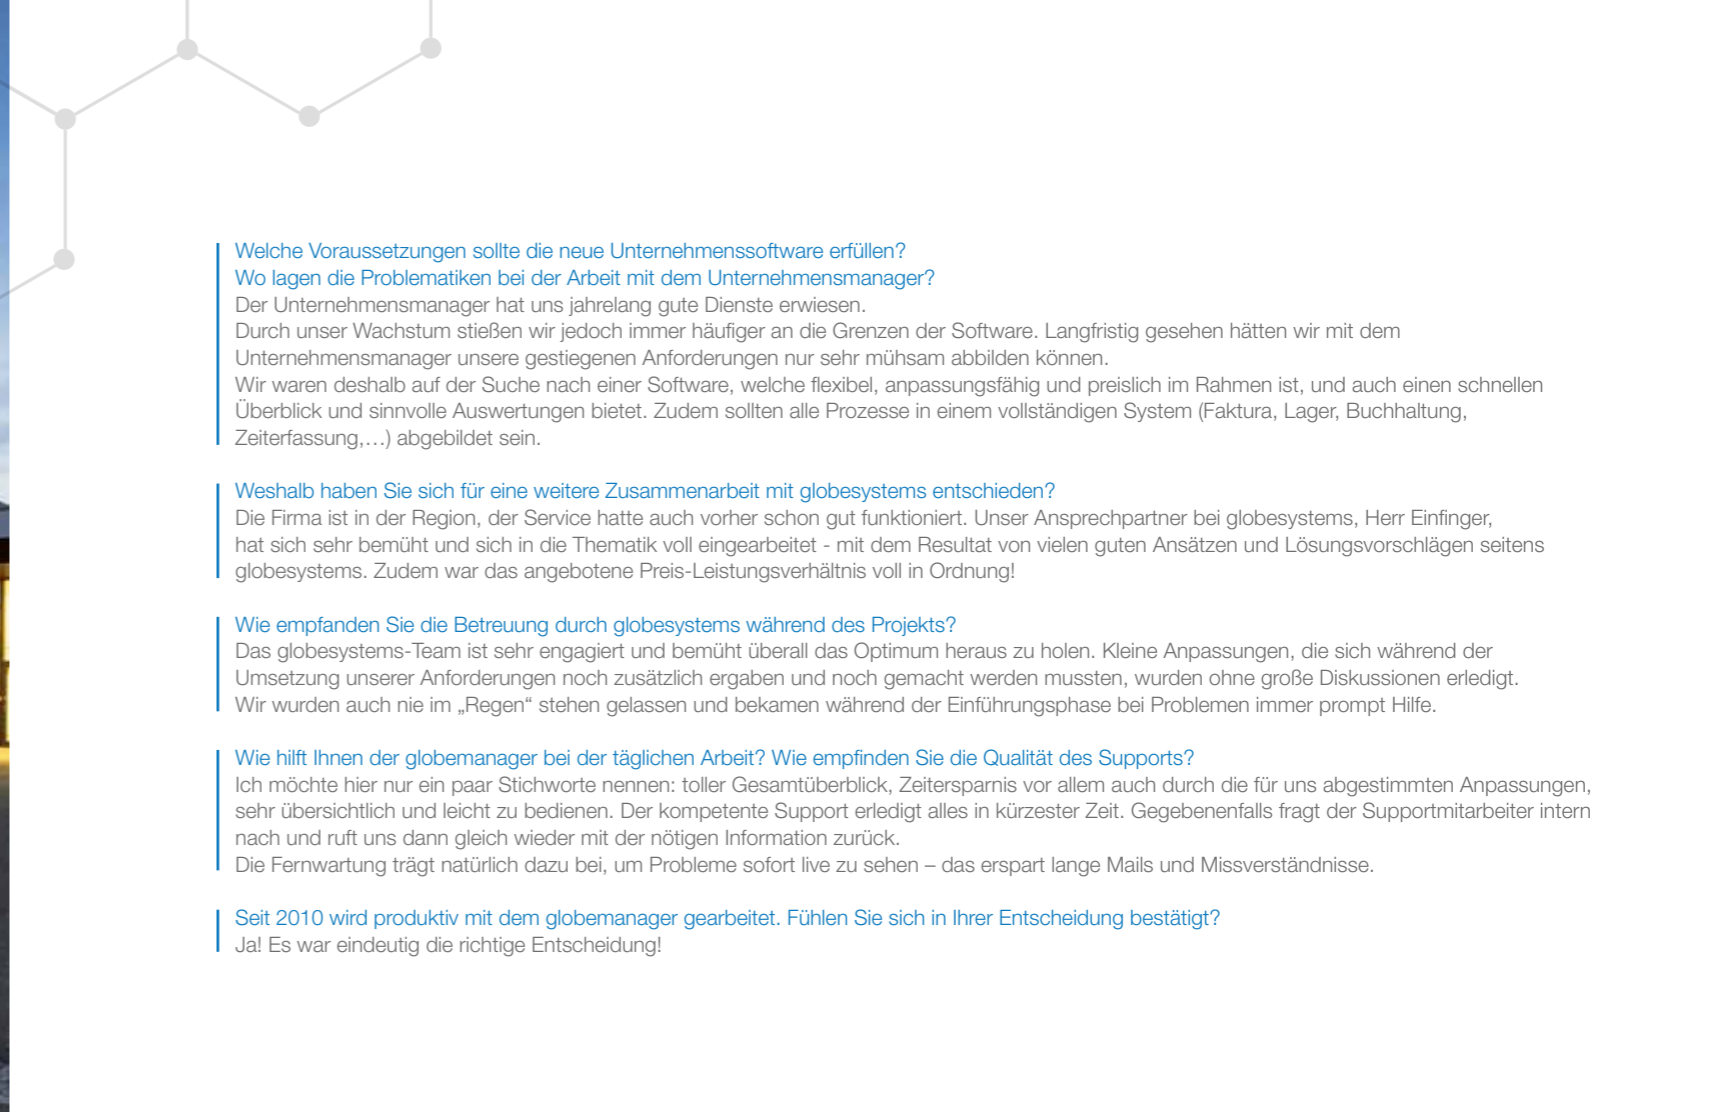 Welche Voraussetzungen sollte die neue Unternehmenssoftware erfüllen?
Wo lagen die Problematiken bei der Arbeit mit dem Unternehmensmanager?
Der Unternehmensmanager hat uns jahrelang gute Dienste erwiesen.
Durch unser Wachstum stießen wir jedoch immer häufiger an die Grenzen der Software. Langfristig gesehen hätten wir mit dem
Unternehmensmanager unsere gestiegenen Anforderungen nur sehr mühsam abbilden können.
Wir waren deshalb auf der Suche nach einer Software, welche flexibel, anpassungsfähig und preislich im Rahmen ist, und auch einen schnellen
Überblick und sinnvolle Auswertungen bietet. Zudem sollten alle Prozesse in einem vollständigen System (Faktura, Lager, Buchhaltung,
Zeiterfassung,…) abgebildet sein.
Weshalb haben Sie sich für eine weitere Zusammenarbeit mit globesystems entschieden?
Die Firma ist in der Region, der Service hatte auch vorher schon gut funktioniert. Unser Ansprechpartner bei globesystems, Herr Einfinger,
hat sich sehr bemüht und sich in die Thematik voll eingearbeitet - mit dem Resultat von vielen guten Ansätzen und Lösungsvorschlägen seitens
globesystems. Zudem war das angebotene Preis-Leistungsverhältnis voll in Ordnung!
Wie empfanden Sie die Betreuung durch globesystems während des Projekts?
Das globesystems-Team ist sehr engagiert und bemüht überall das Optimum heraus zu holen. Kleine Anpassungen, die sich während der
Umsetzung unserer Anforderungen noch zusätzlich ergaben und noch gemacht werden mussten, wurden ohne große Diskussionen erledigt.
Wir wurden auch nie im „Regen“ stehen gelassen und bekamen während der Einführungsphase bei Problemen immer prompt Hilfe.
Wie hilft Ihnen der globemanager bei der täglichen Arbeit? Wie empfinden Sie die Qualität des Supports?
Ich möchte hier nur ein paar Stichworte nennen: toller Gesamtüberblick, Zeitersparnis vor allem auch durch die für uns abgestimmten Anpassungen,
sehr übersichtlich und leicht zu bedienen. Der kompetente Support erledigt alles in kürzester Zeit. Gegebenenfalls fragt der Supportmitarbeiter intern
nach und ruft uns dann gleich wieder mit der nötigen Information zurück.
Die Fernwartung trägt natürlich dazu bei, um Probleme sofort live zu sehen – das erspart lange Mails und Missverständnisse.
Seit 2010 wird produktiv mit dem globemanager gearbeitet. Fühlen Sie sich in Ihrer Entscheidung bestätigt?
Ja! Es war eindeutig die richtige Entscheidung!